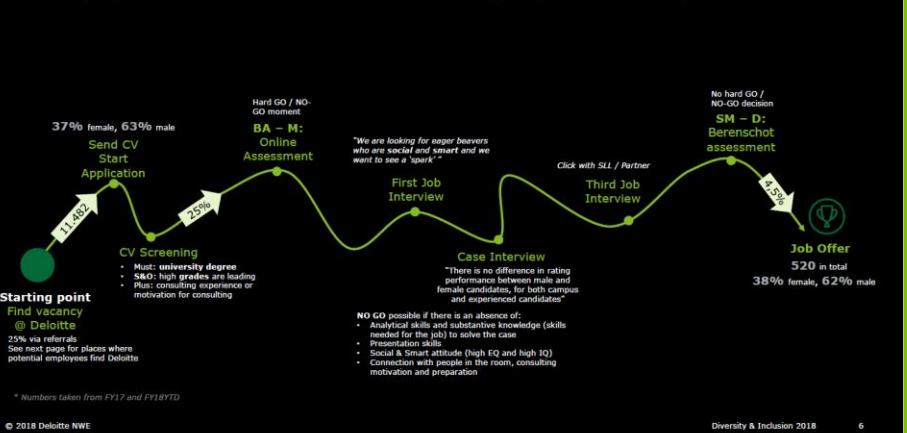 37% female, 63% male
Send CV
Start
Application
11.482
Starting point
Find vacancy
@ Deloitte
25% via referrals
See next page for places where
potential employees find Deloitte
CV Screening
• Must: university degree
• S&O: high grades are leading
• Plus: consulting experience or
motivation for consulting
25%
Hard GO / NO-
GO moment
BA – M:
Online
Assessment
"We are looking for eager beavers
who are social and smart and we
want to see a 'spark' "
First Job
Interview
Case Interview
"There is no difference in rating
performance between male and
female candidates, for both campus
and experienced candidates"
NO GO possible if there is an absence of:
• Analytical skills and substantive knowledge (skills
needed for the job) to solve the case
• Presentation skills
• Social & Smart attitude (high EQ and high IQ)
• Connection with people in the room, consulting
motivation and preparation
Click with SLL / Partner
Third Job
Interview
No hard GO /
NO-GO decision
SM – D:
Berenschot
assessment
4,5%
Job Offer
520 in total
38% female, 62% male
* Numbers taken from FY17 and FY18YTD
© 2018 Deloitte NWE
Diversity & Inclusion 2018
6